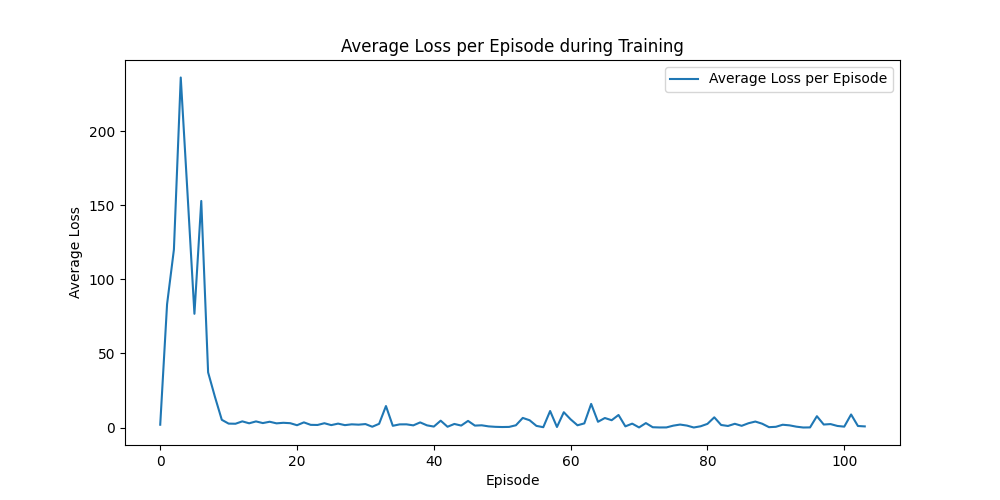 Average Loss per Episode during Training
Average Loss per Episode
200
150
100
50
0
Average Loss
0 20 40 60 80 100
Episode